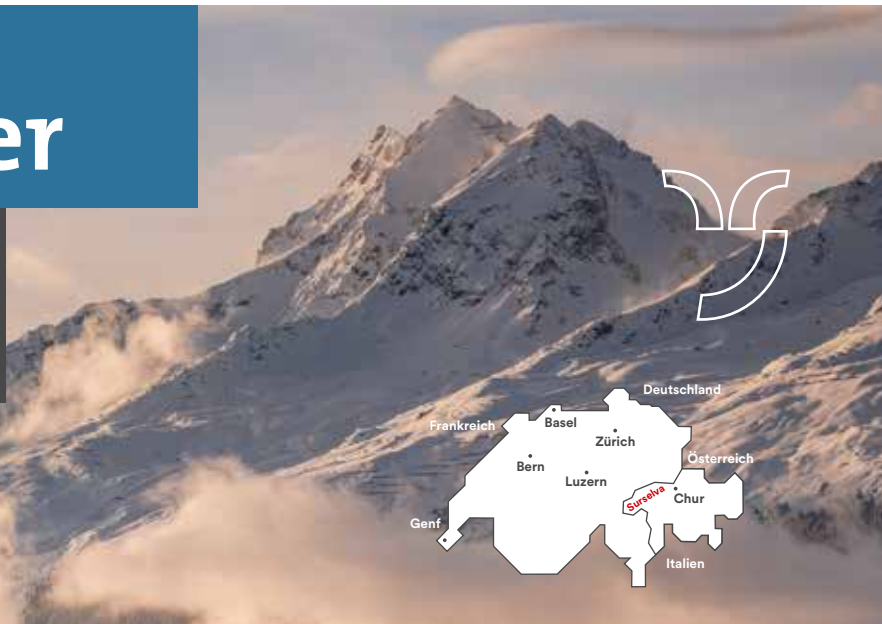 er
Deutschland
Frankreich
Basel
Zürich
Österreich
Bern
Luzern
Surselva
Chur
Genf
Italien